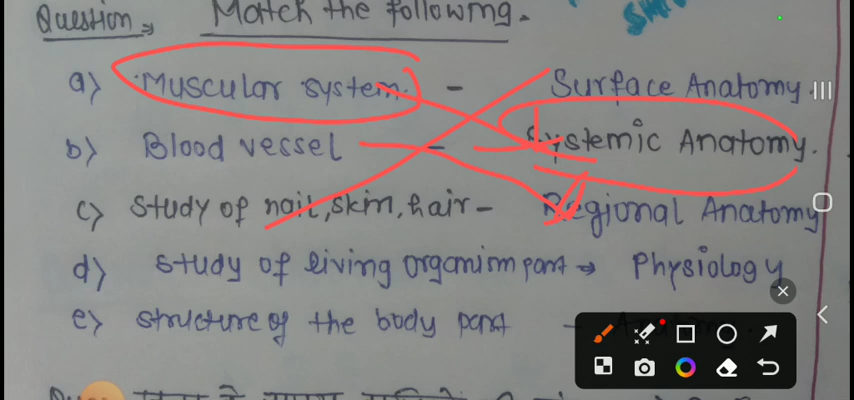 Question ⇒ Match the following.
a) Muscular system. - Surface Anatomy.
b) Blood vessel - Systemic Anatomy.
c) study of nail, skin, hair - Regional Anatomy
d) study of living organism part → Physiology
e) structure of the body part -